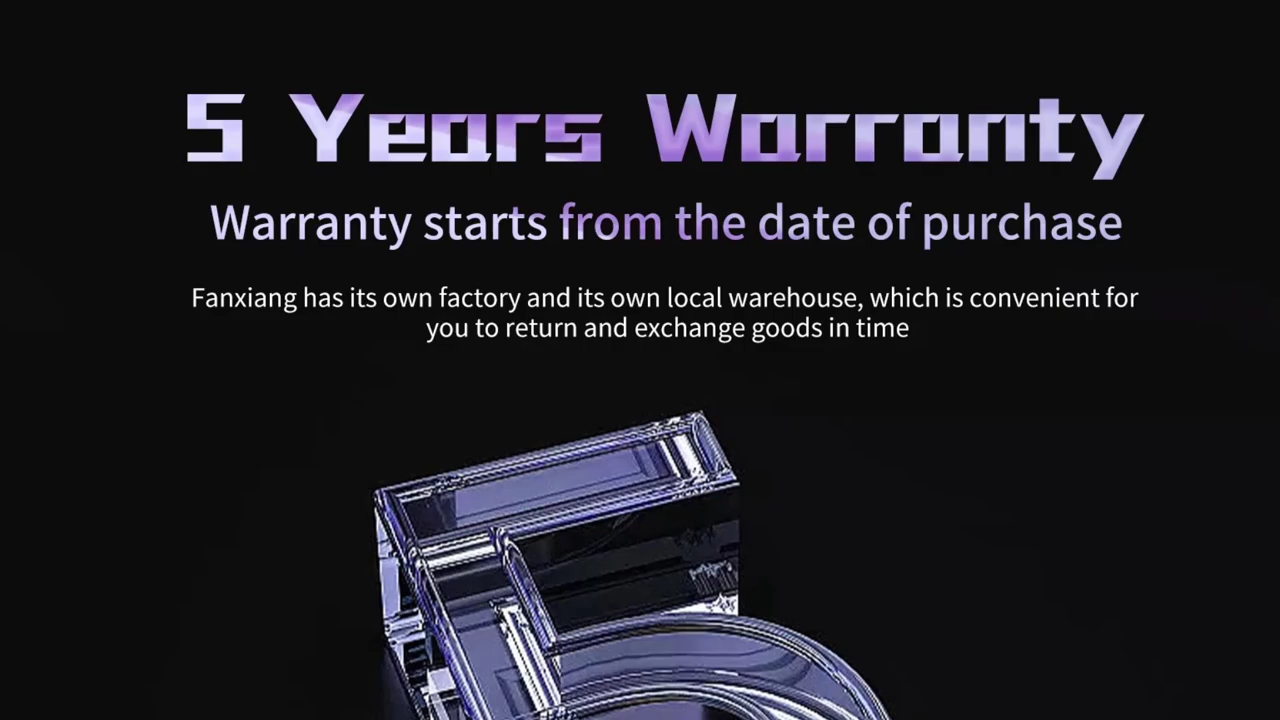 5 Years Warranty
Warranty starts from the date of purchase
Fanxiang has its own factory and its own local warehouse, which is convenient for
you to return and exchange goods in time
5